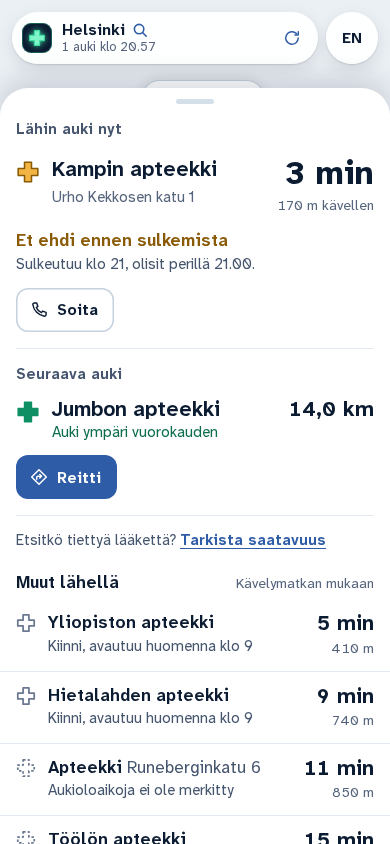 Helsinki
1 auki klo 20.57
EN
Lähin auki nyt
Kampin apteekki
3 min
Urho Kekkosen katu 1
170 m kävellen
Et ehdi ennen sulkemista
Sulkeutuu klo 21, olisit perillä 21.00.
Soita
Seuraava auki
Jumbon apteekki
14,0 km
Auki ympäri vuorokauden
Reitti
Etsitkö tiettyä lääkettä? Tarkista saatavuus
Muut lähellä
Kävelymatkan mukaan
Yliopiston apteekki
5 min
Kiinni, avautuu huomenna klo 9
410 m
Hietalahden apteekki
9 min
Kiinni, avautuu huomenna klo 9
740 m
Apteekki Runeberginkatu 6
11 min
Aukioloaikoja ei ole merkitty
850 m
Töölön apteekki
15 min